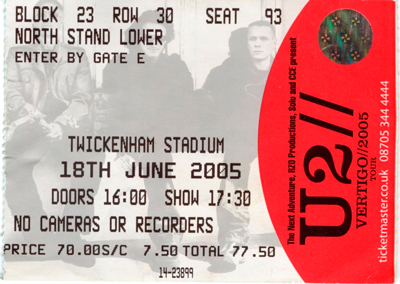 BLOCK 23 ROW 30 SEAT 93
NORTH STAND LOWER
ENTER BY GATE E
TWICKENHAM STADIUM
18TH JUNE 2005
DOORS 16:00 SHOW 17:30
NO CAMERAS OR RECORDERS
PRICE 70.00S/C 7.50 TOTAL 77.50
14-23899
The Next Adventure, RZO Productions, Solo and CCE present
U2//
VERTIGO//2005
TOUR
ticketmaster.co.uk 08705 344 4444